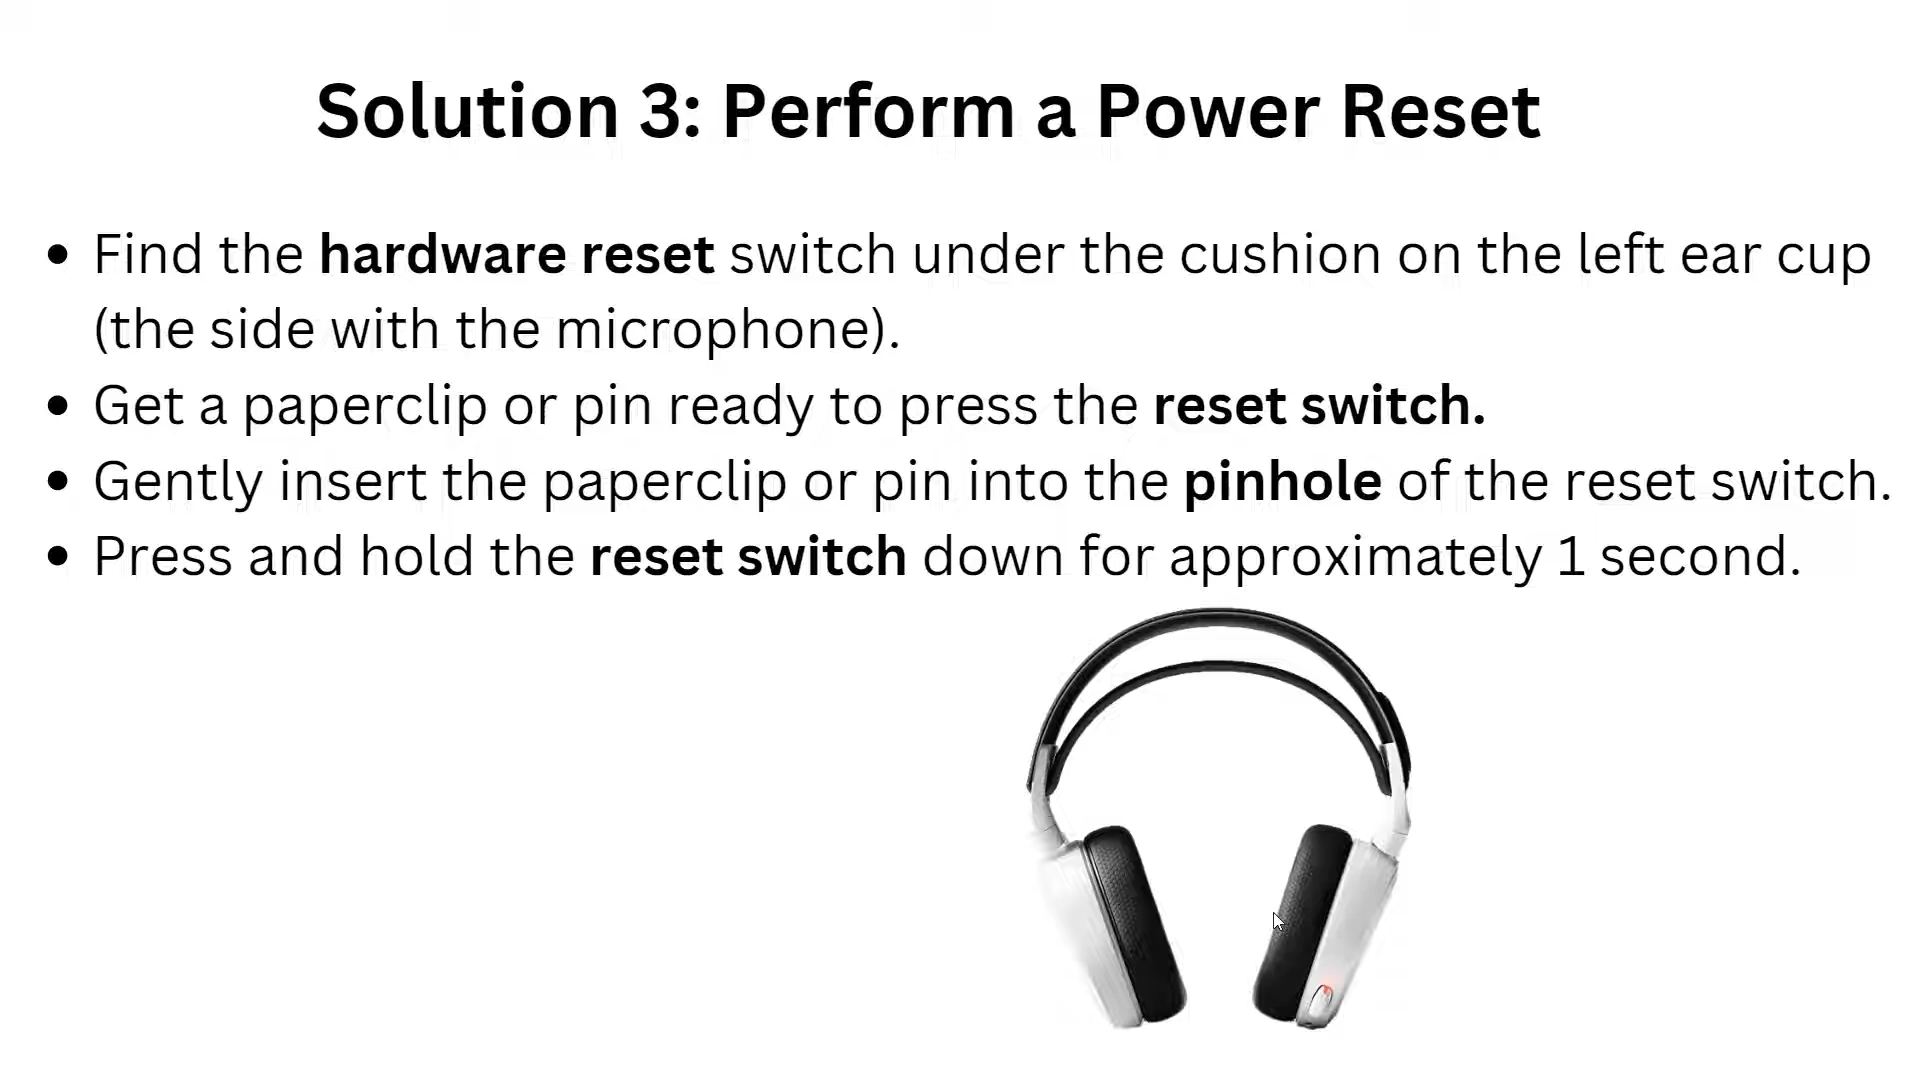 Solution 3: Perform a Power Reset
• Find the hardware reset switch under the cushion on the left ear cup
(the side with the microphone).
• Get a paperclip or pin ready to press the reset switch.
• Gently insert the paperclip or pin into the pinhole of the reset switch.
• Press and hold the reset switch down for approximately 1 second.